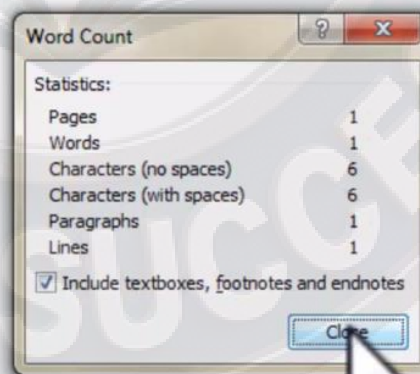 Word Count
Statistics:
Pages 1
Words 1
Characters (no spaces) 6
Characters (with spaces) 6
Paragraphs 1
Lines 1
Include textboxes, footnotes and endnotes
Close